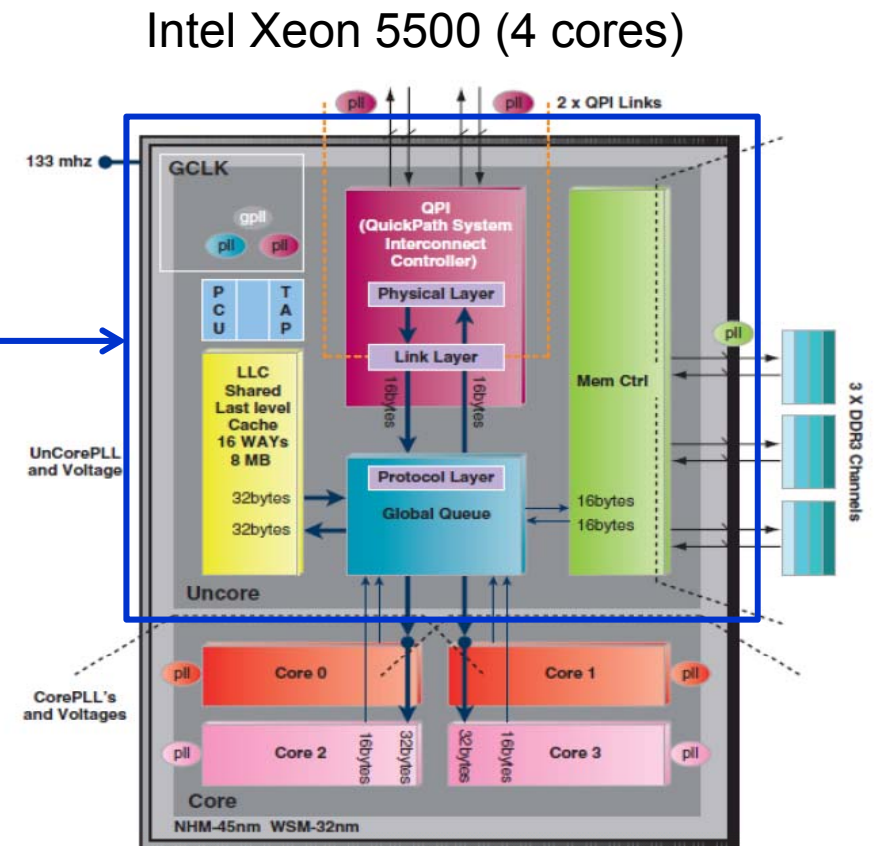 Intel Xeon 5500 (4 cores)
pll
pll
2 x QPI Links
133 mhz
GCLK
gpll
pll
pll
QPI
(QuickPath System
Interconnect
Controller)
Physical Layer
Link Layer
16bytes
16bytes
P
C
U
T
A
P
LLC
Shared
Last level
Cache
16 WAYs
8 MB
32bytes
32bytes
UnCorePLL
and Voltage
Protocol Layer
Global Queue
Mem Ctrl
16bytes
16bytes
pll
3 X DDR3 Channels
Uncore
pll
Core 0
Core 1
pll
CorePLL's
and Voltages
pll
Core 2
16bytes
32bytes
32bytes
16bytes
Core 3
pll
Core
NHM-45nm WSM-32nm